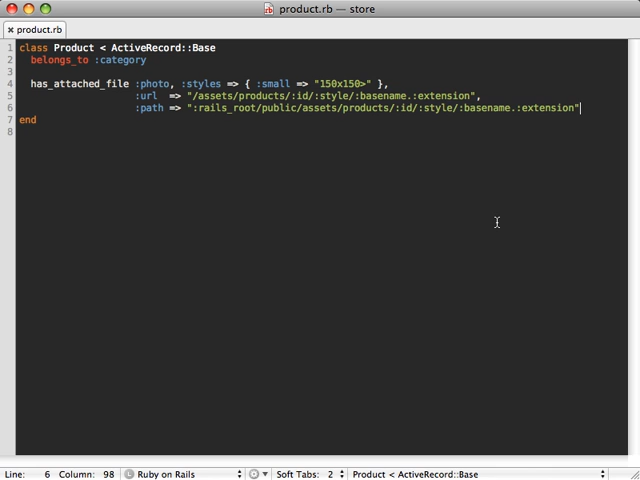 product.rb — store
product.rb
1 class Product < ActiveRecord::Base
2 belongs_to :category
3
4 has_attached_file :photo, :styles => { :small => "150x150>" },
5 :url => "/assets/products/:id/:style/:basename.:extension",
6 :path => ":rails_root/public/assets/products/:id/:style/:basename.:extension"
7 end
8
Line: 6 Column: 98 Ruby on Rails Soft Tabs: 2 Product < ActiveRecord::Base